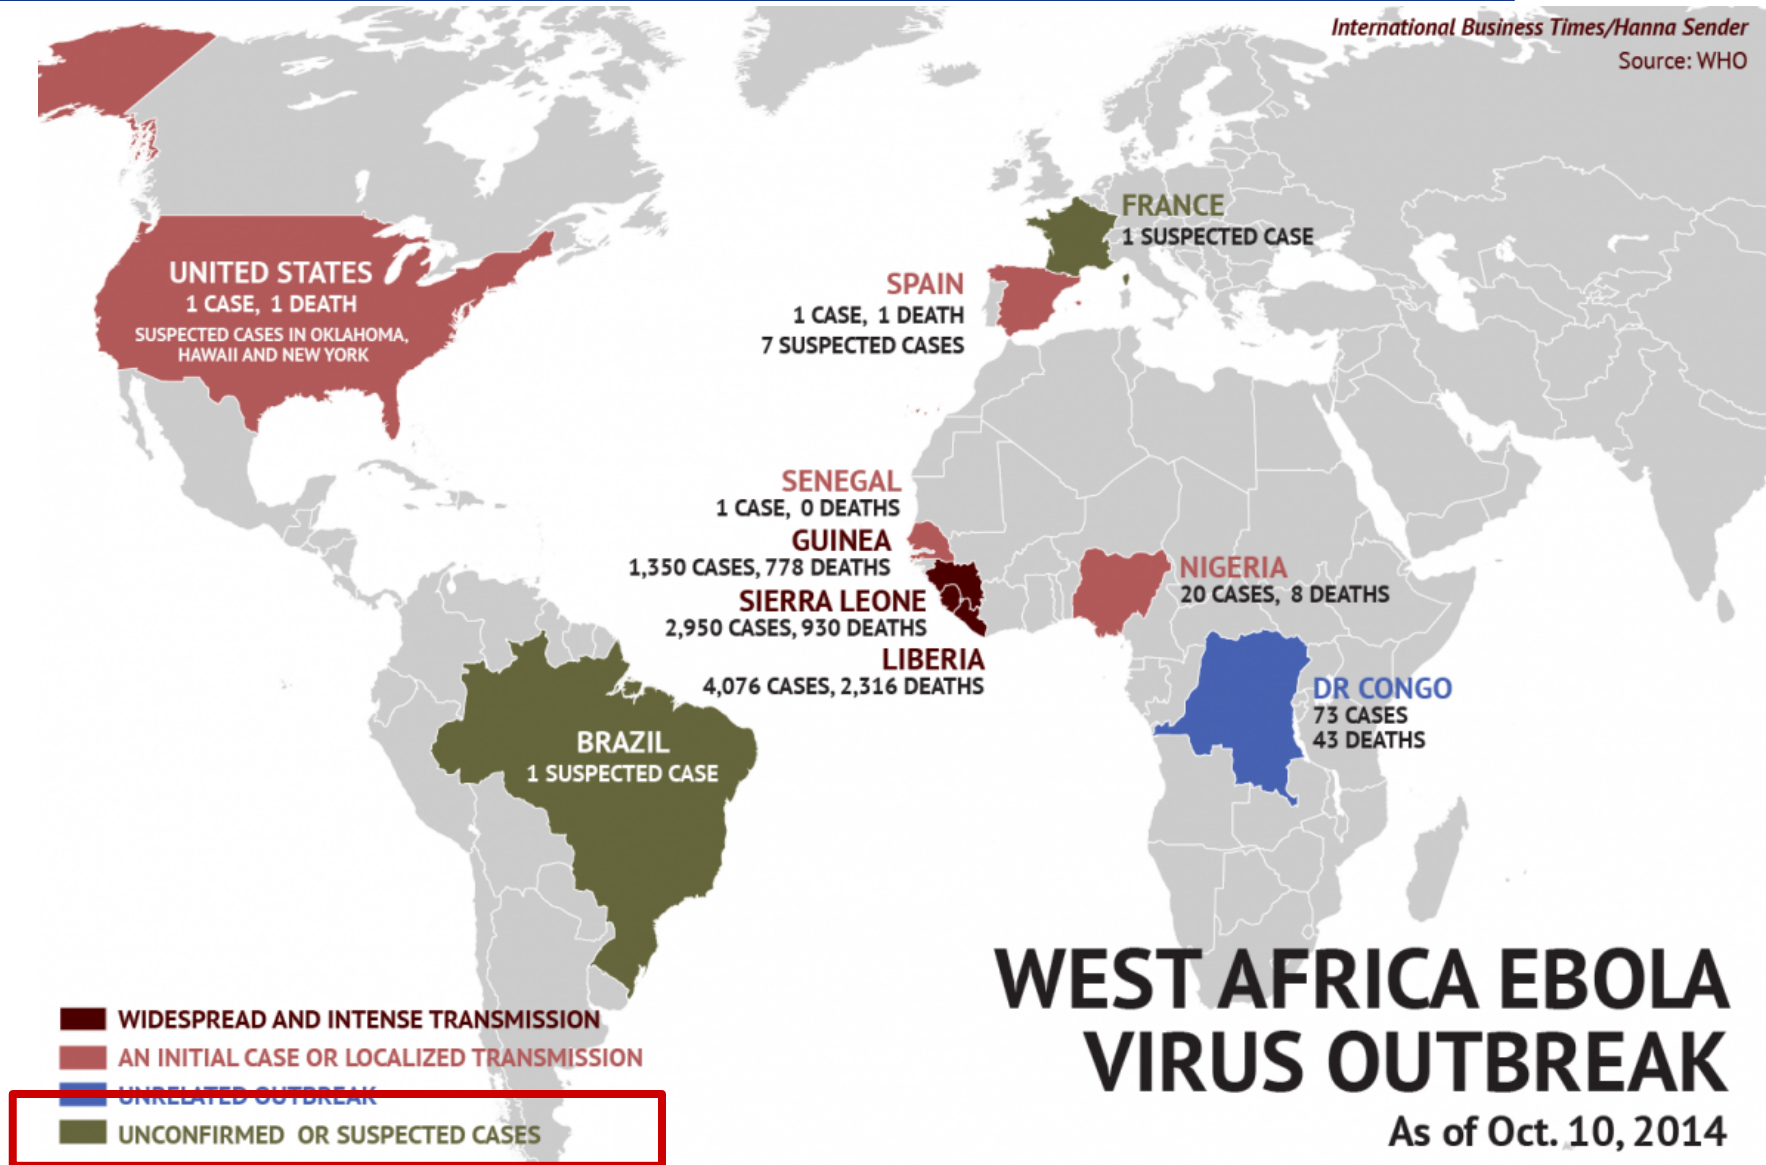 International Business Times/Hanna Sender
Source: WHO
FRANCE
1 SUSPECTED CASE
UNITED STATES
1 CASE, 1 DEATH
SUSPECTED CASES IN OKLAHOMA,
HAWAII AND NEW YORK
SPAIN
1 CASE, 1 DEATH
7 SUSPECTED CASES
SENEGAL
1 CASE, 0 DEATHS
GUINEA
1,350 CASES, 778 DEATHS
SIERRA LEONE
2,950 CASES, 930 DEATHS
LIBERIA
4,076 CASES, 2,316 DEATHS
NIGERIA
20 CASES, 8 DEATHS
DR CONGO
73 CASES
43 DEATHS
BRAZIL
1 SUSPECTED CASE
WIDESPREAD AND INTENSE TRANSMISSION
AN INITIAL CASE OR LOCALIZED TRANSMISSION
UNRELATED OUTBREAK
UNCONFIRMED OR SUSPECTED CASES
WEST AFRICA EBOLA
VIRUS OUTBREAK
As of Oct. 10, 2014